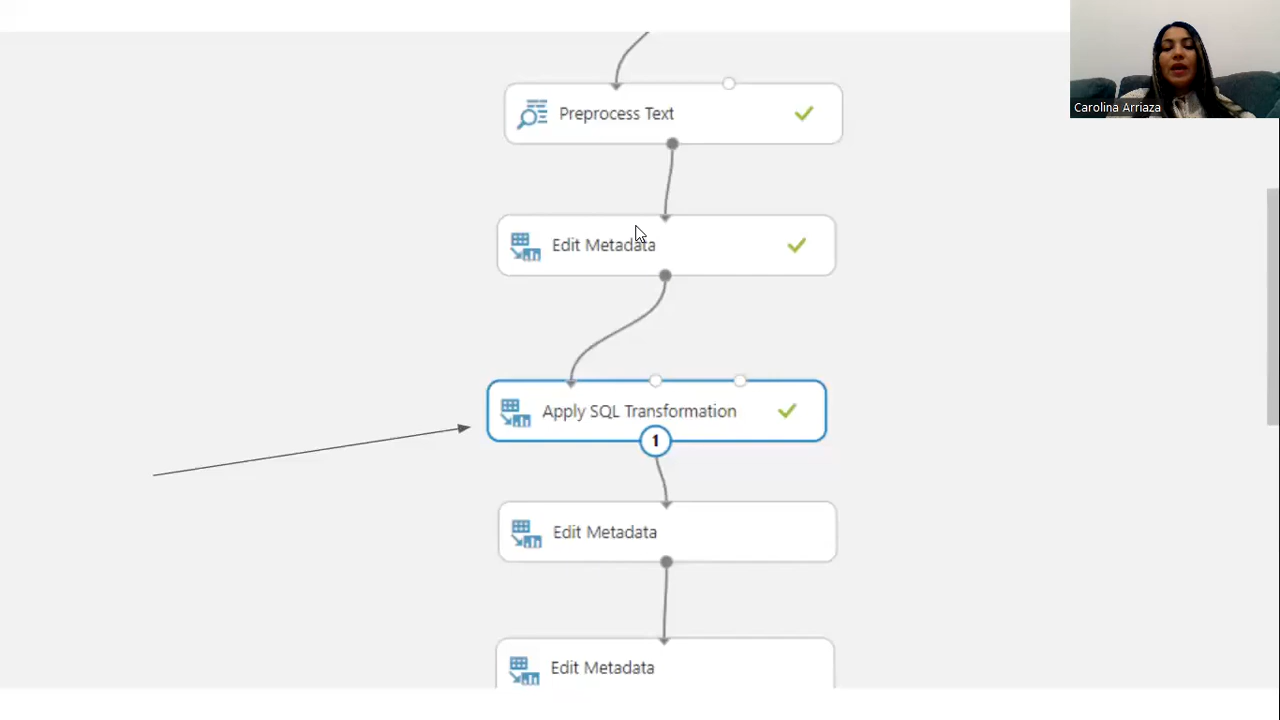 Preprocess Text
Carolina Arriaza
Edit Metadata
Apply SQL Transformation
1
Edit Metadata
Edit Metadata